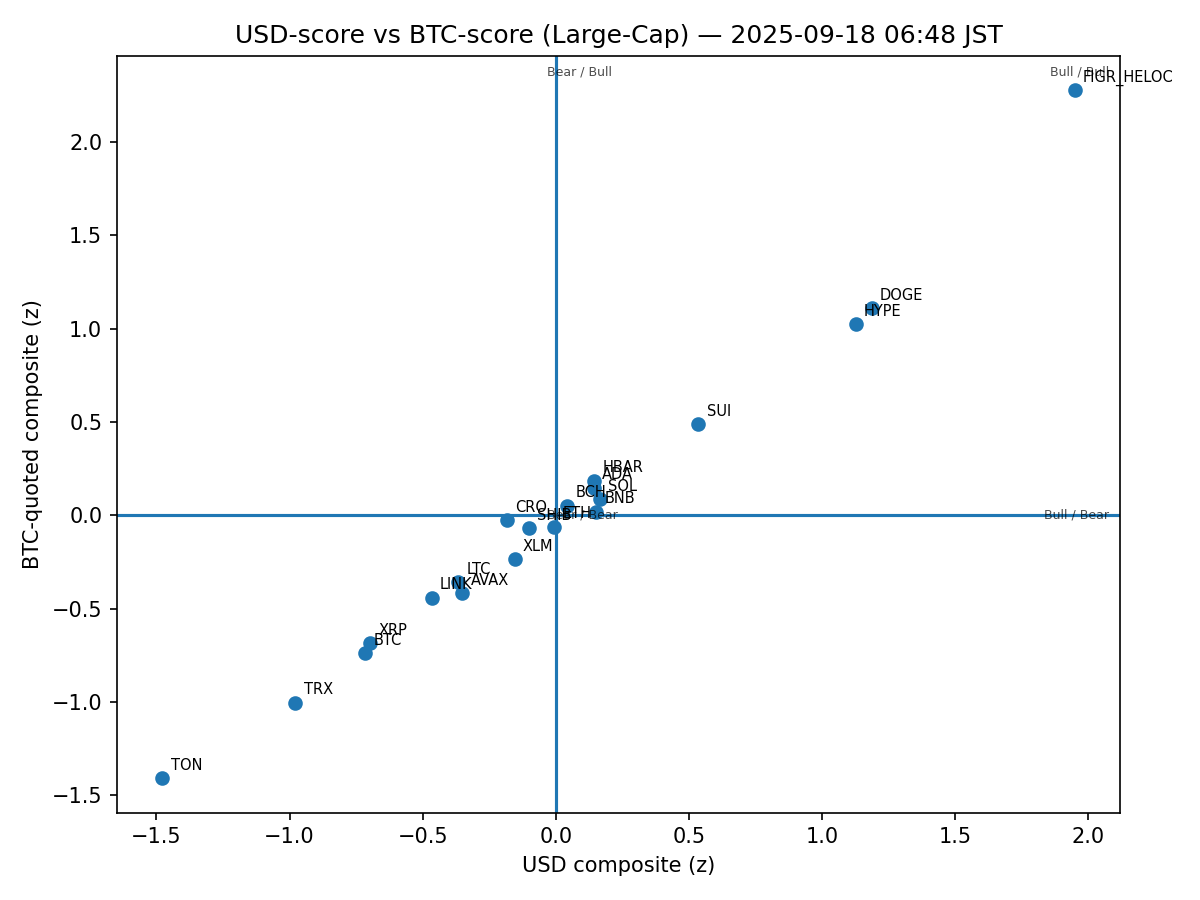 USD-score vs BTC-score (Large-Cap) — 2025-09-18 06:48 JST
Bear / Bull
Bull / Bull
FIGR_HELOC
DOGE
HYPE
SUI
HBAR
ADA
SOL
BCH
BNB
CRO
SHIB
ETH
Bear / Bear
Bull / Bear
XLM
LTC
AVAX
LINK
XRP
BTC
TRX
TON
2.0
1.5
1.0
0.5
0.0
−0.5
−1.0
−1.5
BTC-quoted composite (z)
−1.5
−1.0
−0.5
0.0
0.5
1.0
1.5
2.0
USD composite (z)